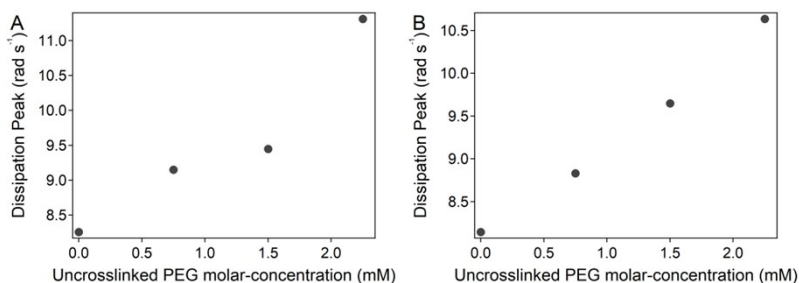 A
Dissipation Peak (rad s⁻¹)
11.0
10.5
10.0
9.5
9.0
8.5
0.0 0.5 1.0 1.5 2.0
Uncrosslinked PEG molar-concentration (mM)
B
Dissipation Peak (rad s⁻¹)
10.5
10.0
9.5
9.0
8.5
0.0 0.5 1.0 1.5 2.0
Uncrosslinked PEG molar-concentration (mM)